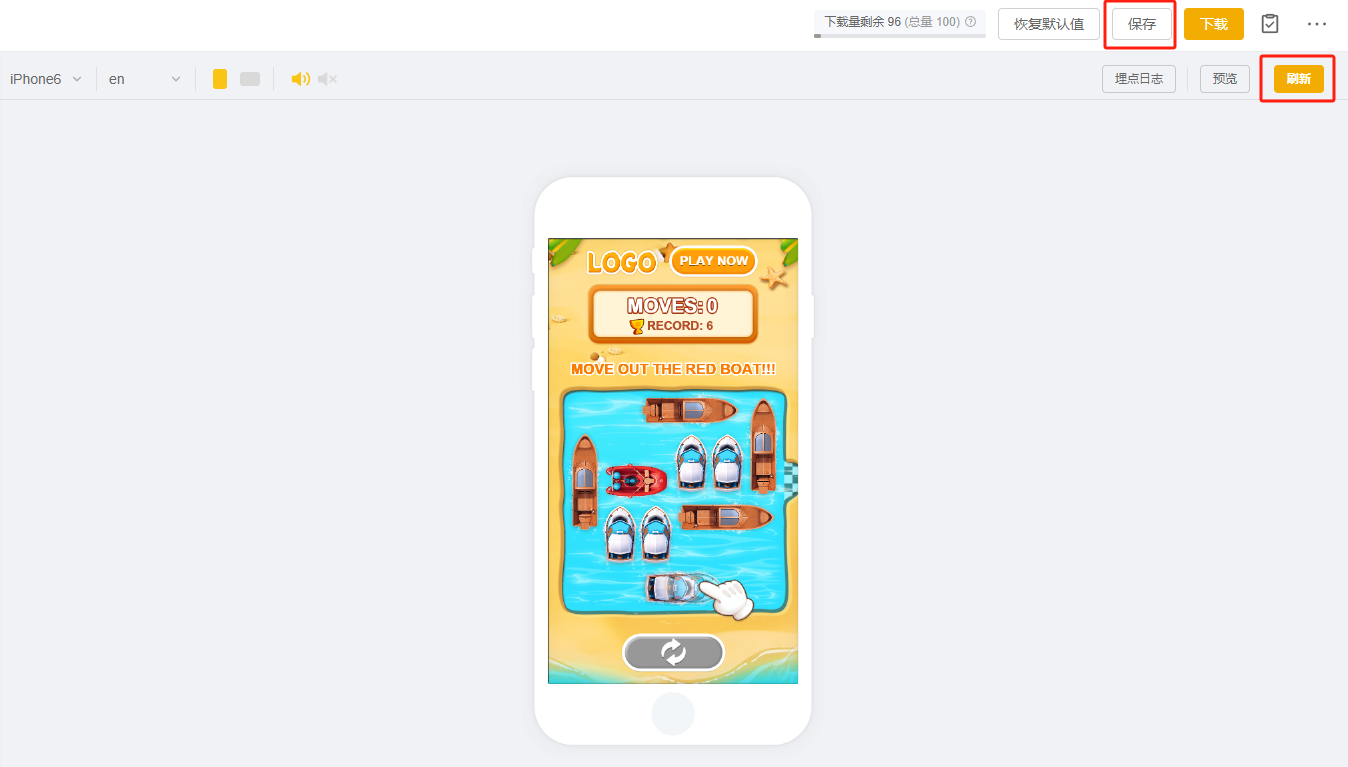 下载量剩余 96 (总量 100)
恢复默认值
保存
下载
iPhone6
en
埋点日志
预览
刷新
LOGO
PLAY NOW
MOVES: 0
RECORD: 6
MOVE OUT THE RED BOAT!!!